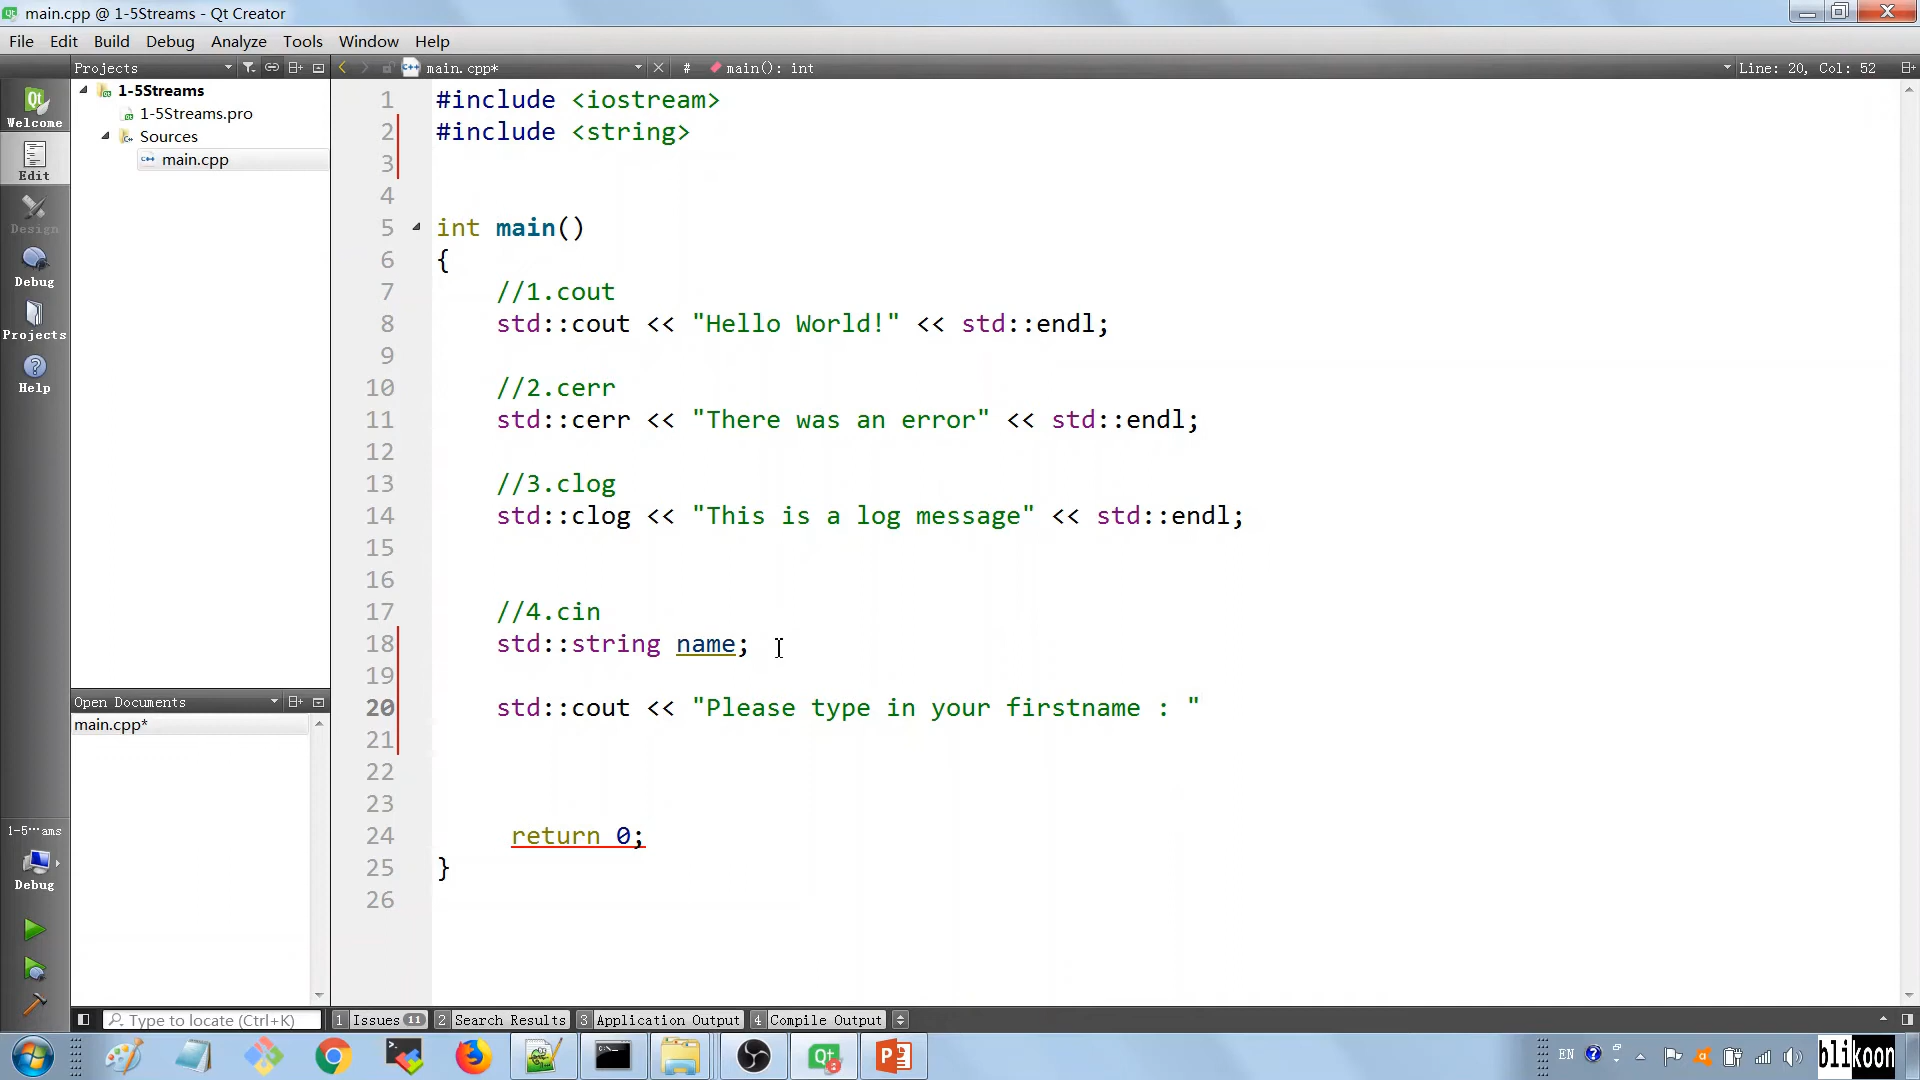 main.cpp @ 1-5Streams - Qt Creator
File Edit Build Debug Analyze Tools Window Help
Projects
main.cpp*
# main(): int
Line: 20, Col: 52
Welcome
Edit
Design
Debug
Projects
Help
1-5Streams
1-5Streams.pro
Sources
main.cpp
Open Documents
main.cpp*
1 #include <iostream>
2 #include <string>
3
4
5 int main()
6 {
7 //1.cout
8 std::cout << "Hello World!" << std::endl;
9
10 //2.cerr
11 std::cerr << "There was an error" << std::endl;
12
13 //3.clog
14 std::clog << "This is a log message" << std::endl;
15
16
17 //4.cin
18 std::string name;
19
20 std::cout << "Please type in your firstname : "
21
22
23
24 return 0;
25 }
26
1-5···ams
Debug
Type to locate (Ctrl+K)
1 Issues 11 2 Search Results 3 Application Output 4 Compile Output
EN
blikoon